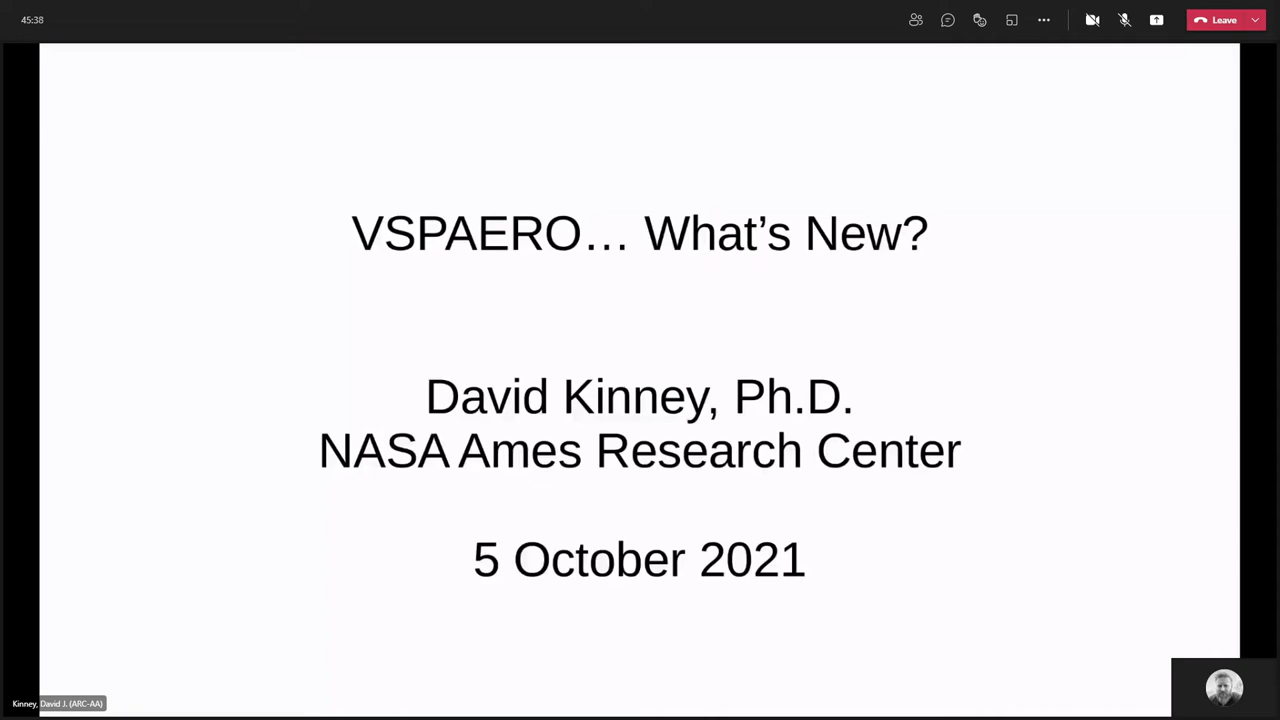 45:38
Leave
VSPAERO… What’s New?
David Kinney, Ph.D.
NASA Ames Research Center
5 October 2021
Kinney, David J. (ARC-AA)